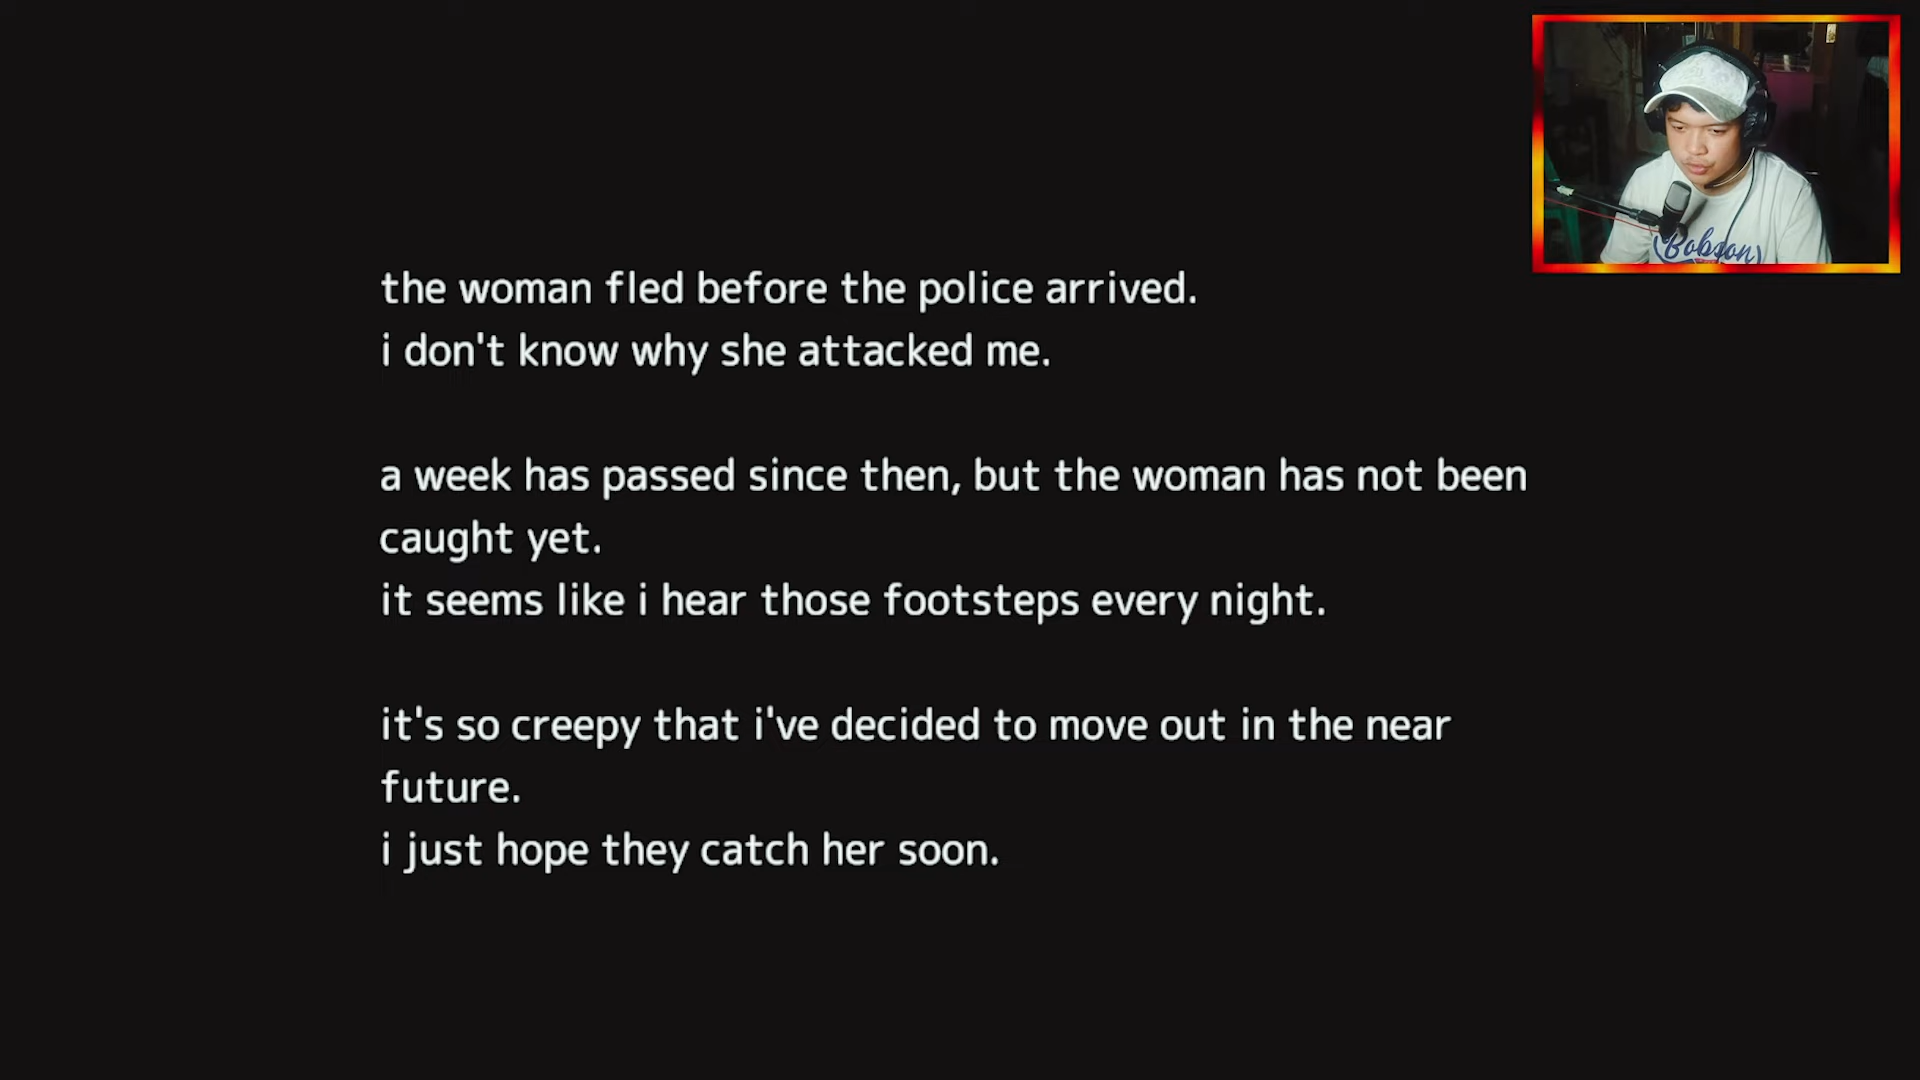 the woman fled before the police arrived.
i don't know why she attacked me.
a week has passed since then, but the woman has not been
caught yet.
it seems like i hear those footsteps every night.
it's so creepy that i've decided to move out in the near
future.
i just hope they catch her soon.
Bobson